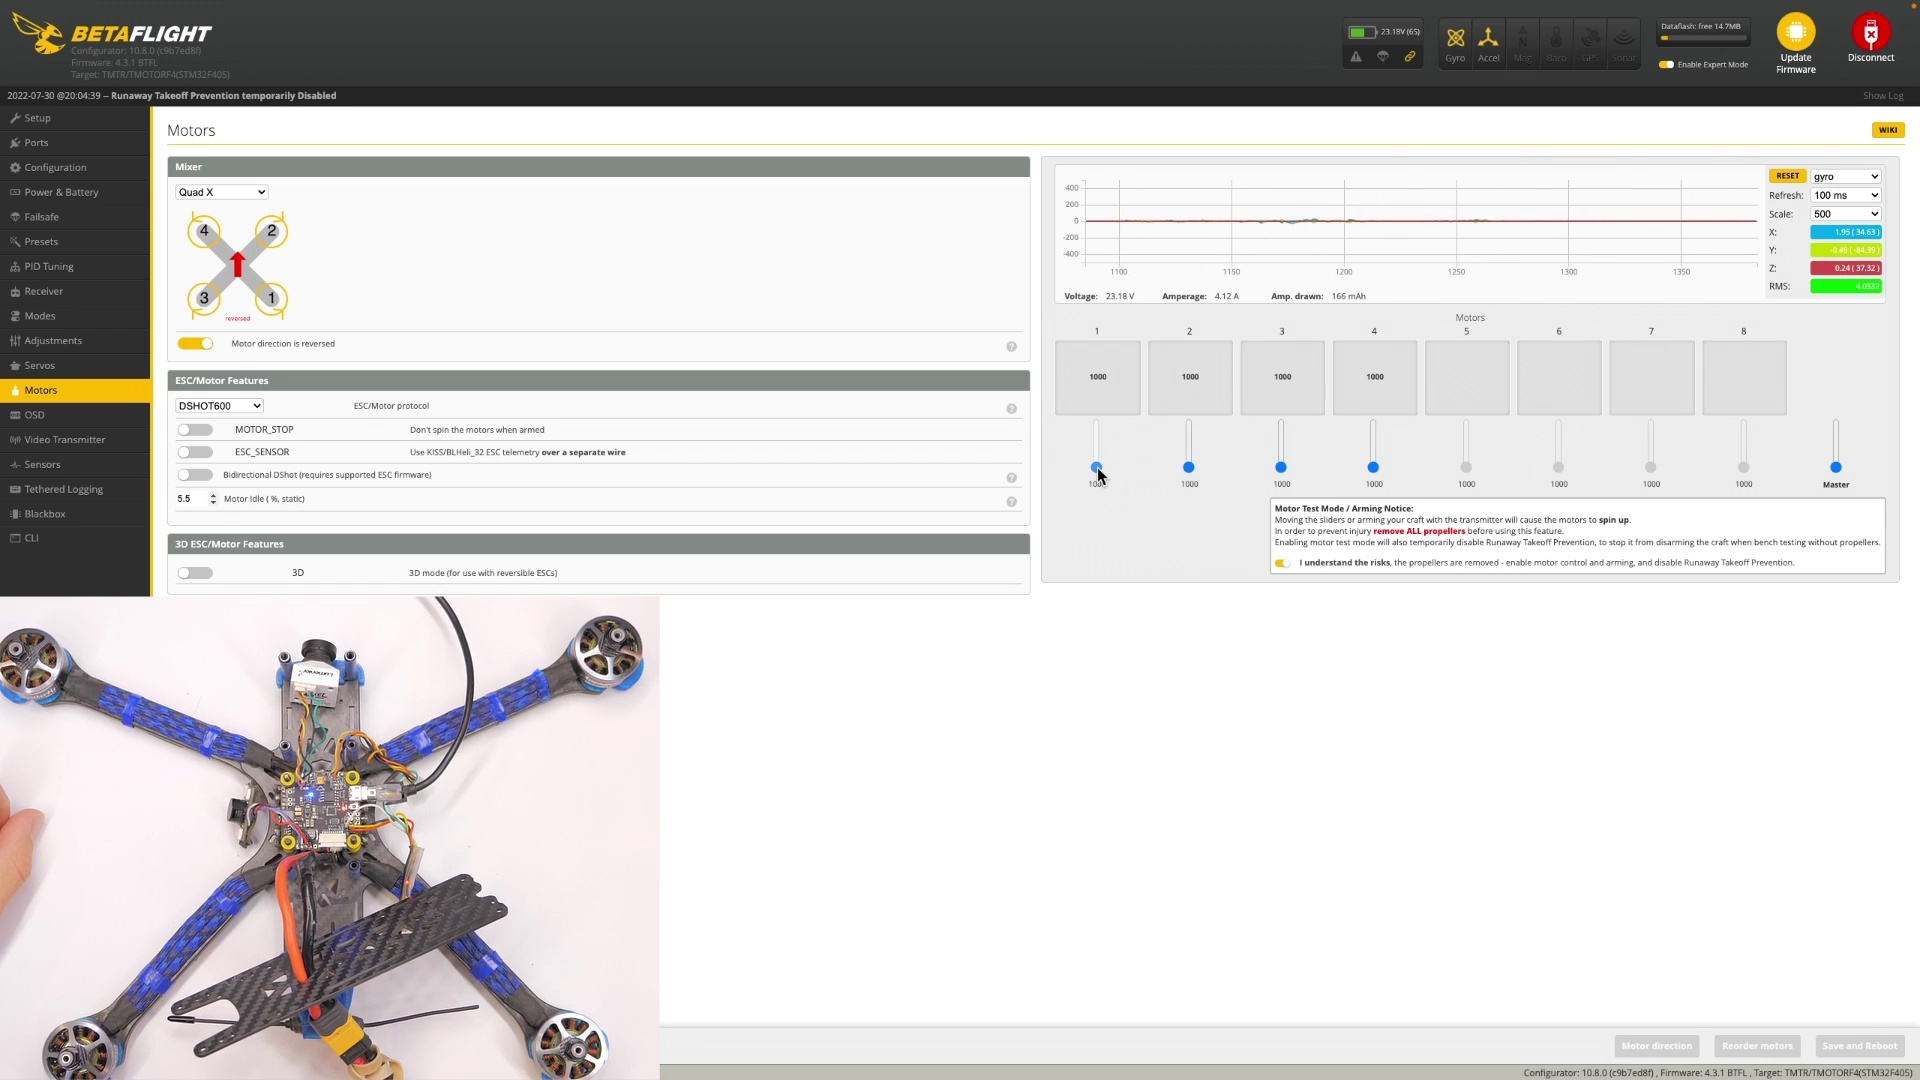 BETAFLIGHT
Configurator: 10.8.0 (c9b7ed8f)
Firmware: 4.3.1 BTFL
Target: TMTR/TMOTORF4(STM32F405)
23.18V (6S)
Gyro
Accel
Mag
Baro
GPS
Sonar
Dataflash: free 14.7MB
Enable Expert Mode
Update
Firmware
Disconnect
2022-07-30 @20:04:39 -- Runaway Takeoff Prevention temporarily Disabled
Show Log
Setup
Ports
Configuration
Power & Battery
Failsafe
Presets
PID Tuning
Receiver
Modes
Adjustments
Servos
Motors
OSD
Video Transmitter
Sensors
Tethered Logging
Blackbox
CLI
Motors
WIKI
Mixer
Quad X
4 2
3 1
reversed
Motor direction is reversed
ESC/Motor Features
DSHOT600 ESC/Motor protocol
MOTOR_STOP Don't spin the motors when armed
ESC_SENSOR Use KISS/BLHeli_32 ESC telemetry over a separate wire
Bidirectional DShot (requires supported ESC firmware)
5.5 Motor Idle ( %, static)
3D ESC/Motor Features
3D 3D mode (for use with reversible ESCs)
400
200
0
-200
-400
1100 1150 1200 1250 1300 1350
RESET gyro
Refresh: 100 ms
Scale: 500
X: 1.95 ( 34.63 )
Y: -0.49 ( -84.39 )
Z: 0.24 ( 37.32 )
RMS:
Voltage: 23.18 V Amperage: 4.12 A Amp. drawn: 166 mAh
Motors
1 2 3 4 5 6 7 8
1000 1000 1000 1000
1000 1000 1000 1000 1000 1000 1000 Master
Motor Test Mode / Arming Notice:
Moving the sliders or arming your craft with the transmitter will cause the motors to spin up.
In order to prevent injury remove ALL propellers before using this feature.
Enabling motor test mode will also temporarily disable Runaway Takeoff Prevention, to stop it from disarming the craft when bench testing without propellers.
I understand the risks, the propellers are removed - enable motor control and arming, and disable Runaway Takeoff Prevention.
Motor direction
Reorder motors
Save and Reboot
Configurator: 10.8.0 (c9b7ed8f) , Firmware: 4.3.1 BTFL , Target: TMTR/TMOTORF4(STM32F405)